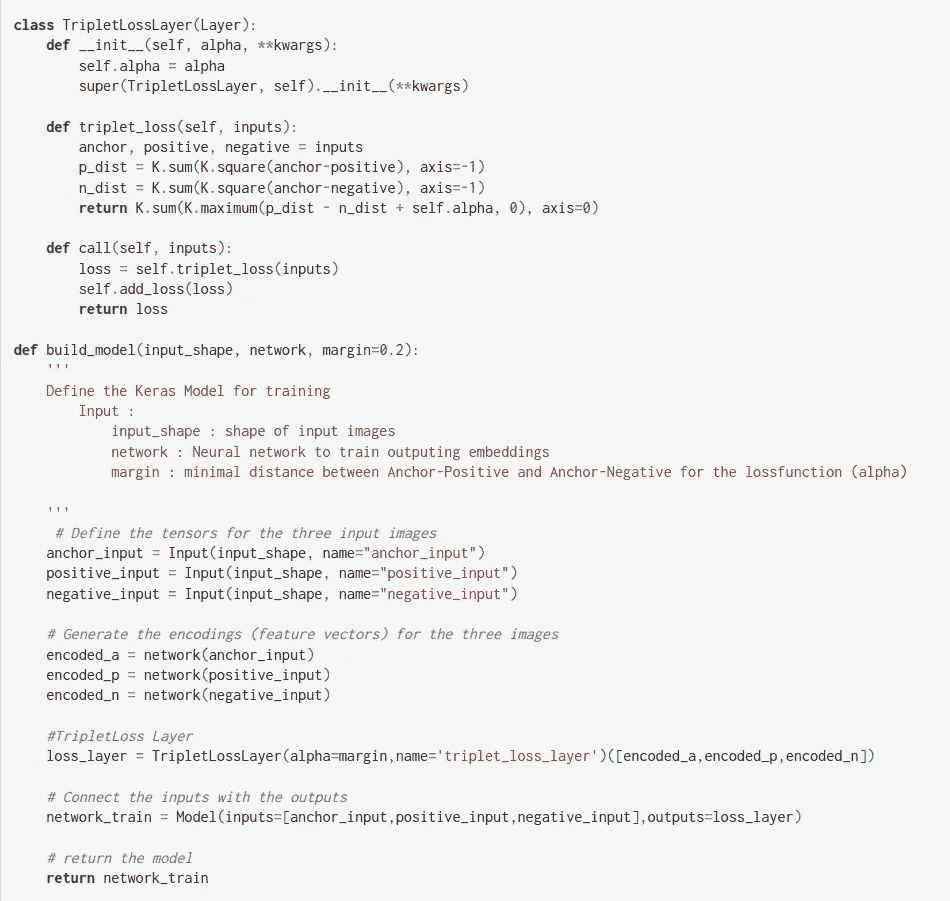 class TripletLossLayer(Layer):
    def __init__(self, alpha, **kwargs):
        self.alpha = alpha
        super(TripletLossLayer, self).__init__(**kwargs)

    def triplet_loss(self, inputs):
        anchor, positive, negative = inputs
        p_dist = K.sum(K.square(anchor-positive), axis=-1)
        n_dist = K.sum(K.square(anchor-negative), axis=-1)
        return K.sum(K.maximum(p_dist - n_dist + self.alpha, 0), axis=0)

    def call(self, inputs):
        loss = self.triplet_loss(inputs)
        self.add_loss(loss)
        return loss

def build_model(input_shape, network, margin=0.2):
    '''
    Define the Keras Model for training
        Input :
            input_shape : shape of input images
            network : Neural network to train outputing embeddings
            margin : minimal distance between Anchor-Positive and Anchor-Negative for the lossfunction (alpha)

    '''
     # Define the tensors for the three input images
    anchor_input = Input(input_shape, name="anchor_input")
    positive_input = Input(input_shape, name="positive_input")
    negative_input = Input(input_shape, name="negative_input")

    # Generate the encodings (feature vectors) for the three images
    encoded_a = network(anchor_input)
    encoded_p = network(positive_input)
    encoded_n = network(negative_input)

    #TripletLoss Layer
    loss_layer = TripletLossLayer(alpha=margin,name='triplet_loss_layer')([encoded_a,encoded_p,encoded_n])

    # Connect the inputs with the outputs
    network_train = Model(inputs=[anchor_input,positive_input,negative_input],outputs=loss_layer)

    # return the model
    return network_train